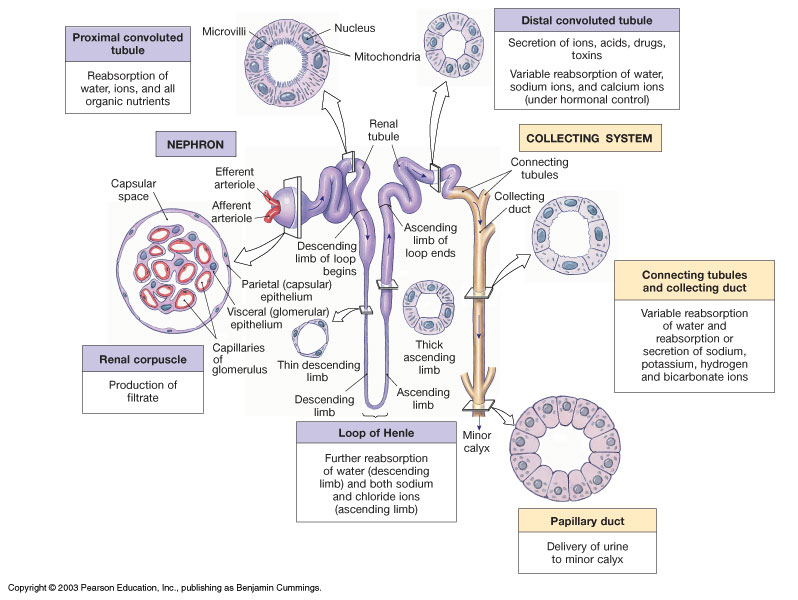 Proximal convoluted
tubule
Reabsorption of
water, ions, and all
organic nutrients
Microvilli
Nucleus
Mitochondria
Distal convoluted tubule
Secretion of ions, acids, drugs,
toxins
Variable reabsorption of water,
sodium ions, and calcium ions
(under hormonal control)
NEPHRON
Renal
tubule
COLLECTING SYSTEM
Efferent
arteriole
Afferent
arteriole
Capsular
space
Connecting
tubules
Collecting
duct
Descending
limb of loop
begins
Ascending
limb of
loop ends
Parietal (capsular)
epithelium
Visceral (glomerular)
epithelium
Capillaries
of
glomerulus
Renal corpuscle
Production of
filtrate
Thin descending
limb
Thick
ascending
limb
Descending
limb
Ascending
limb
Connecting tubules
and collecting duct
Variable reabsorption
of water and
reabsorption or
secretion of sodium,
potassium, hydrogen
and bicarbonate ions
Loop of Henle
Further reabsorption
of water (descending
limb) and both sodium
and chloride ions
(ascending limb)
Minor
calyx
Papillary duct
Delivery of urine
to minor calyx
Copyright © 2003 Pearson Education, Inc., publishing as Benjamin Cummings.